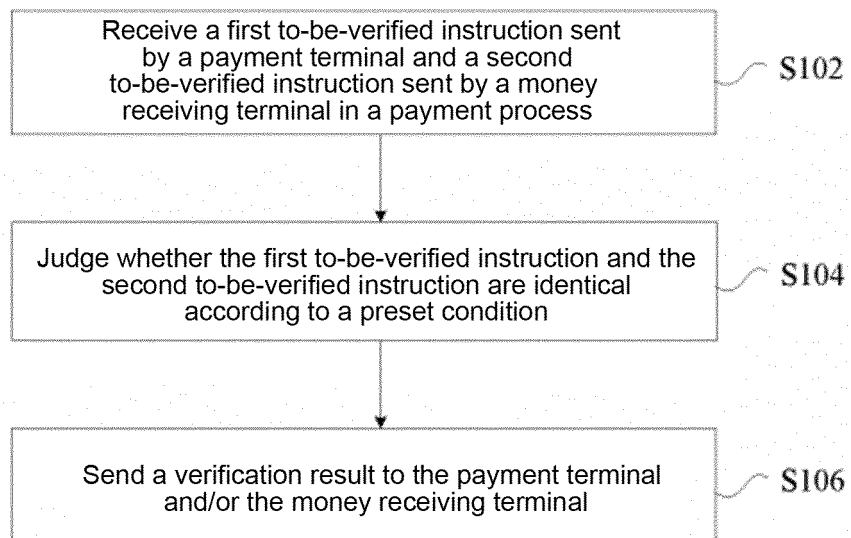 Receive a first to-be-verified instruction sent
by a payment terminal and a second
to-be-verified instruction sent by a money
receiving terminal in a payment process
S102
Judge whether the first to-be-verified instruction and the
second to-be-verified instruction are identical
according to a preset condition
S104
Send a verification result to the payment terminal
and/or the money receiving terminal
S106